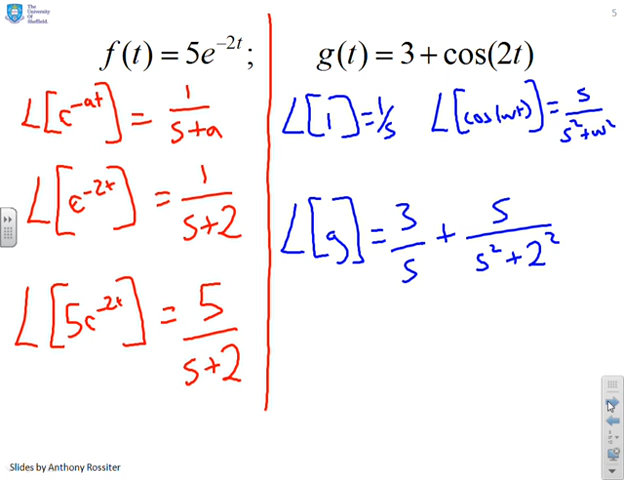 The University Of Sheffield.
5
f(t) = 5e^{-2t};
L[e^{-at}] = 1/(s+a)
L[e^{-2t}] = 1/(s+2)
L[5e^{-2t}] = 5/(s+2)
g(t) = 3 + cos(2t)
L[1] = 1/s L[cos(wt)] = s/(s^2+w^2)
L[g] = 3/s + s/(s^2+2^2)
Slides by Anthony Rossiter